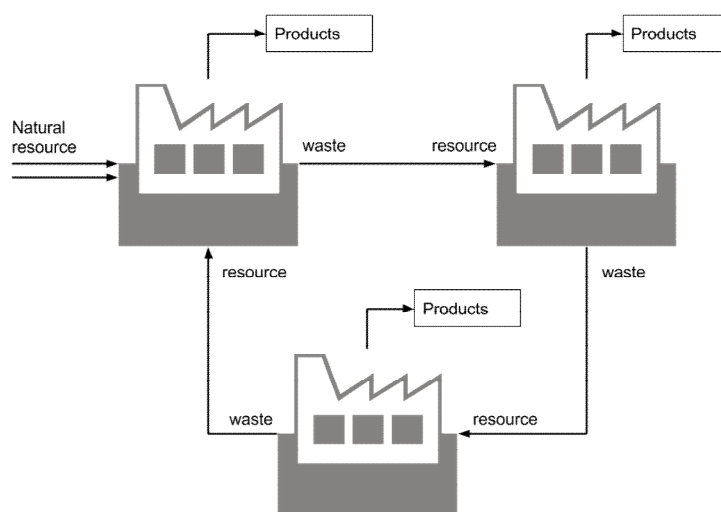 Products
Products
Natural
resource
waste
resource
resource
waste
Products
waste
resource